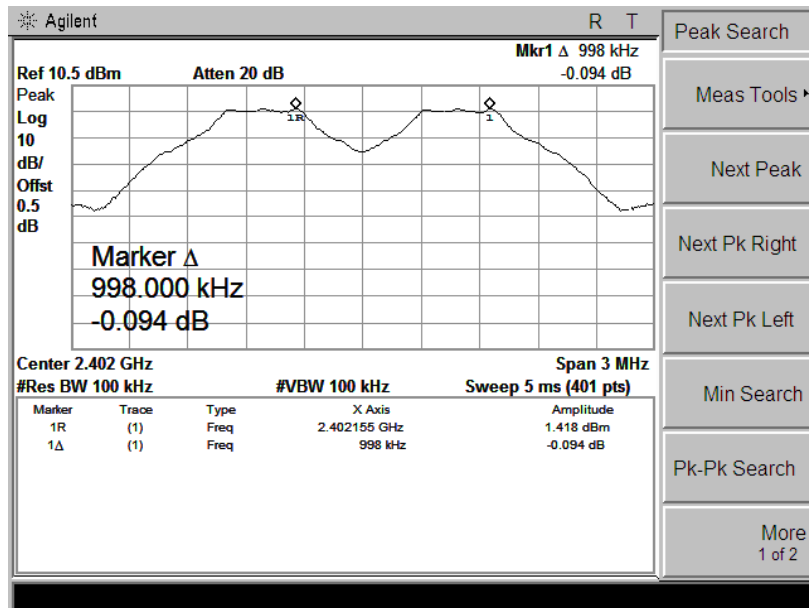 Agilent R T
Mkr1 Δ 998 kHz
Ref 10.5 dBm Atten 20 dB -0.094 dB
Peak
Log
10
dB/
Offst
0.5
dB
1R 1
Marker Δ
998.000 kHz
-0.094 dB
Center 2.402 GHz Span 3 MHz
#Res BW 100 kHz #VBW 100 kHz Sweep 5 ms (401 pts)
Marker Trace Type X Axis Amplitude
1R (1) Freq 2.402155 GHz 1.418 dBm
1Δ (1) Freq 998 kHz -0.094 dB
Peak Search
Meas Tools
Next Peak
Next Pk Right
Next Pk Left
Min Search
Pk-Pk Search
More
1 of 2